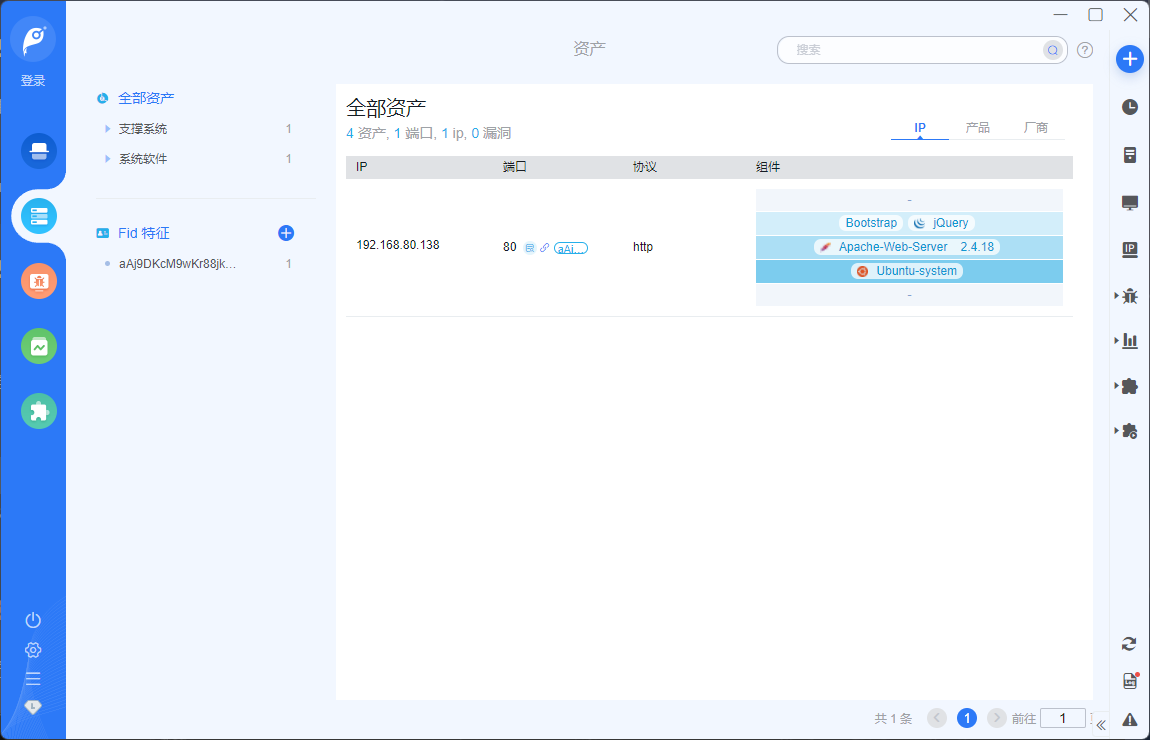 登录
资产
搜索
全部资产
支撑系统 1
系统软件 1
Fid 特征
aAj9DKcM9wKr88jk... 1
全部资产
4 资产, 1 端口, 1 ip, 0 漏洞
IP 产品 厂商
IP 端口 协议 组件
-
Bootstrap jQuery
192.168.80.138 80 aAj... http
Apache-Web-Server 2.4.18
Ubuntu-system
-
共 1 条 1 前往 1
IP
LOG
L